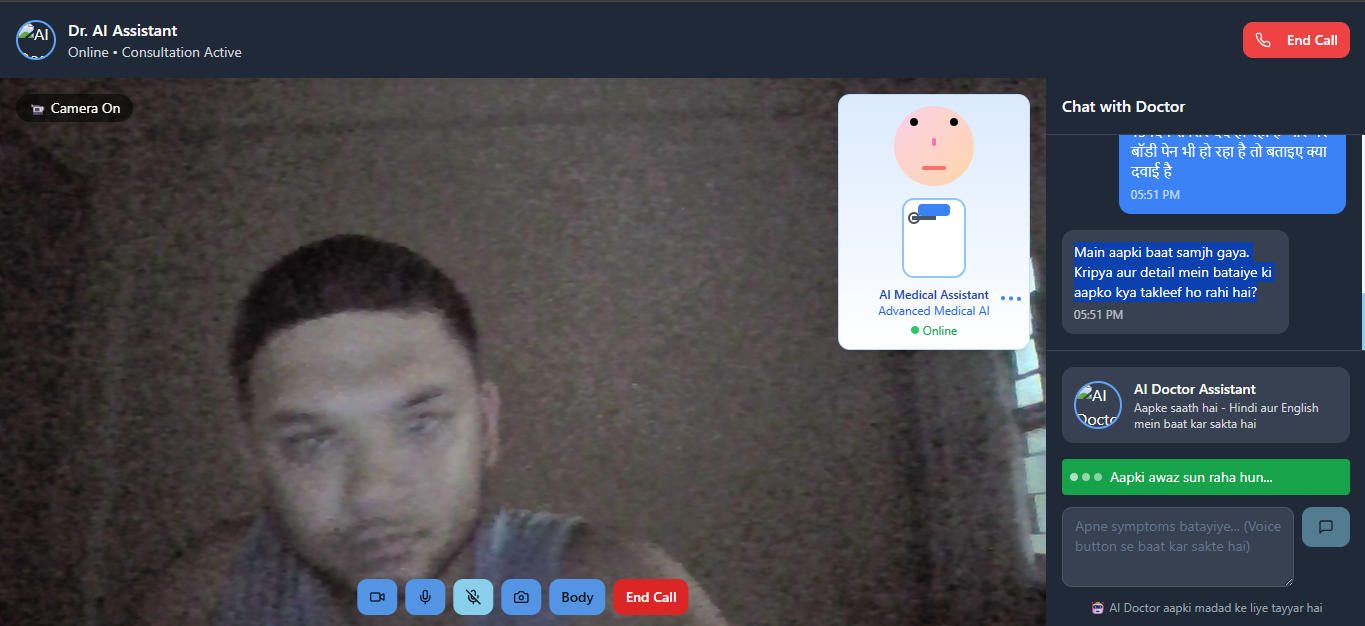 Dr. AI Assistant
Online • Consultation Active
End Call
Camera On
AI Medical Assistant
Advanced Medical AI
Online
Body
End Call
Chat with Doctor
बॉडी पेन भी हो रहा है तो बताइए क्या
दवाई है
05:51 PM
Main aapki baat samjh gaya.
Kripya aur detail mein bataiye ki
aapko kya takleef ho rahi hai?
05:51 PM
AI
AI Doctor Assistant
Aapke saath hai - Hindi aur English
mein baat kar sakta hai
Aapki awaz sun raha hun...
Apne symptoms batayiye... (Voice
button se baat kar sakte hai)
AI Doctor aapki madad ke liye tayyar hai